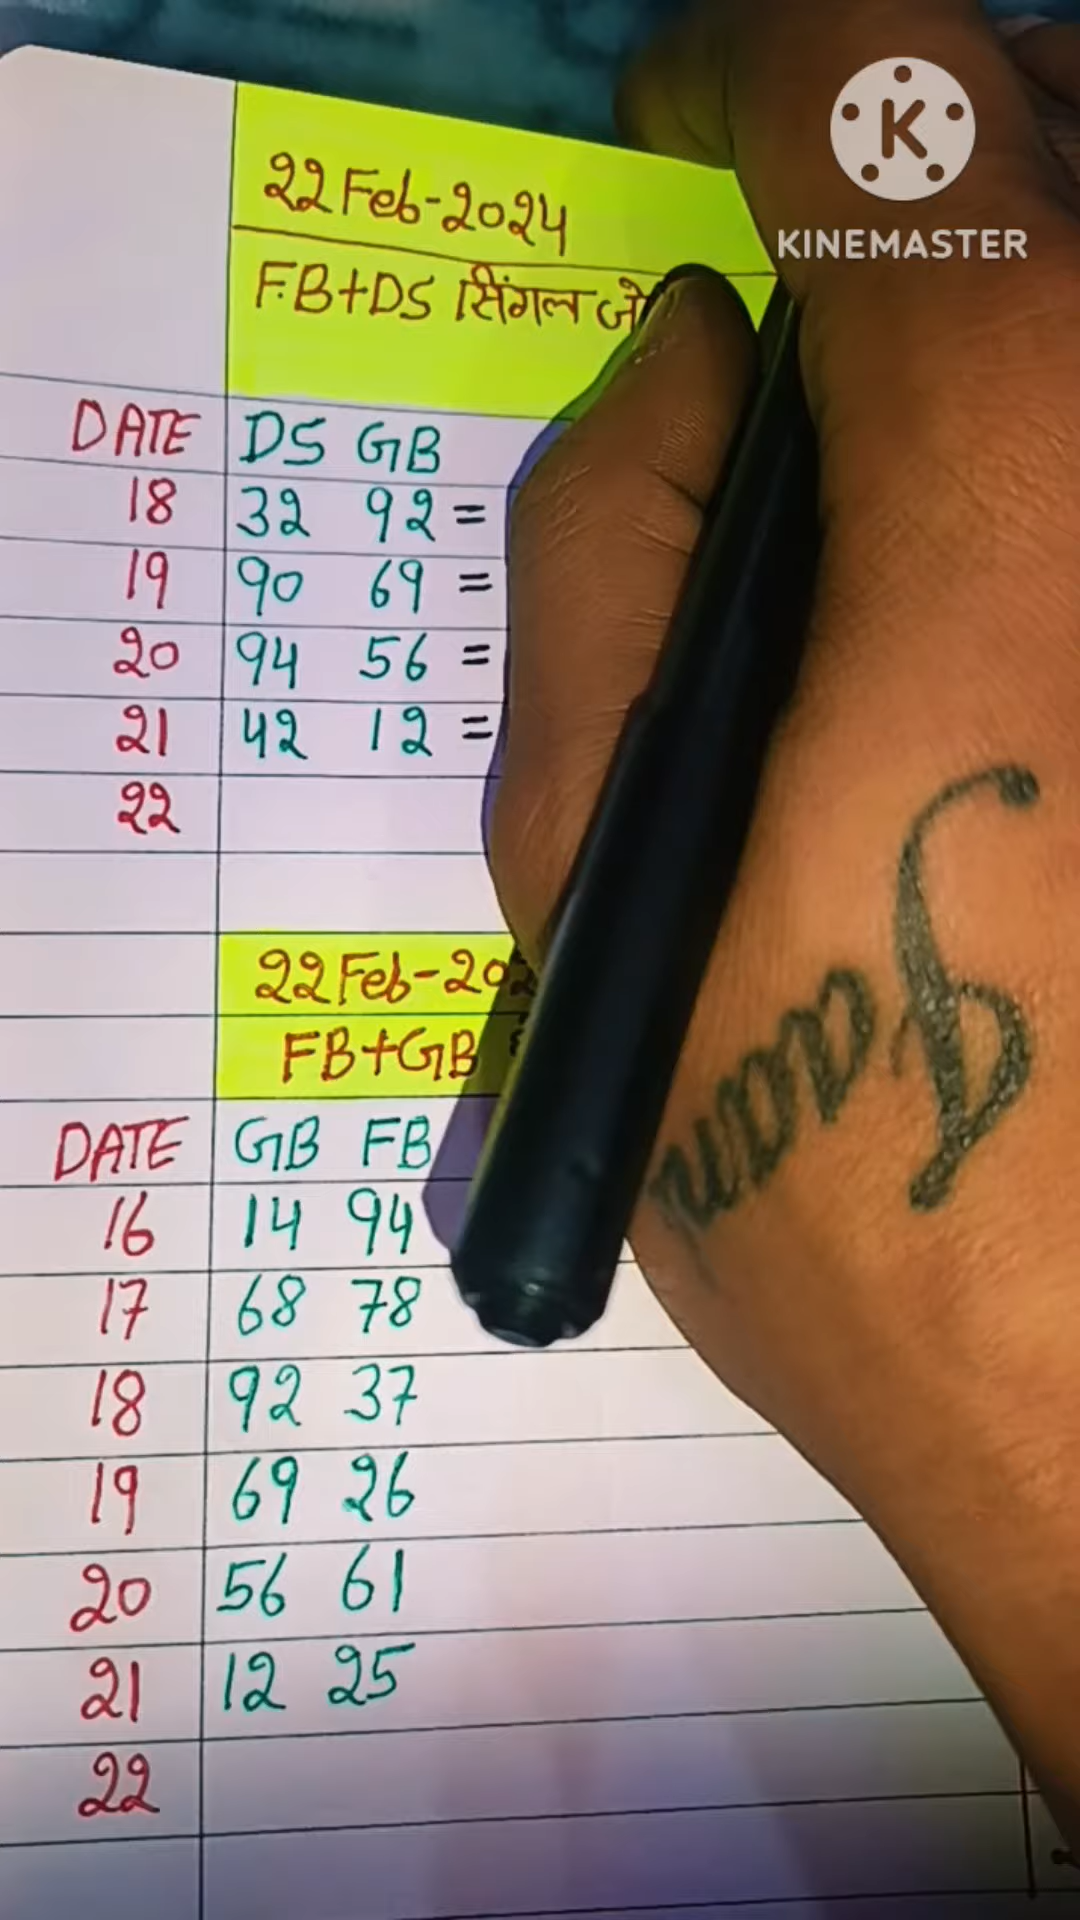 KINEMASTER
22 Feb-2024
F.B+DS सिंगल
DATE DS GB
18 32 92 =
19 90 69 =
20 94 56 =
21 42 12 =
22
22 Feb-20
FB+GB
DATE GB FB
16 14 94
17 68 78
18 92 37
19 69 26
20 56 61
21 12 25
22